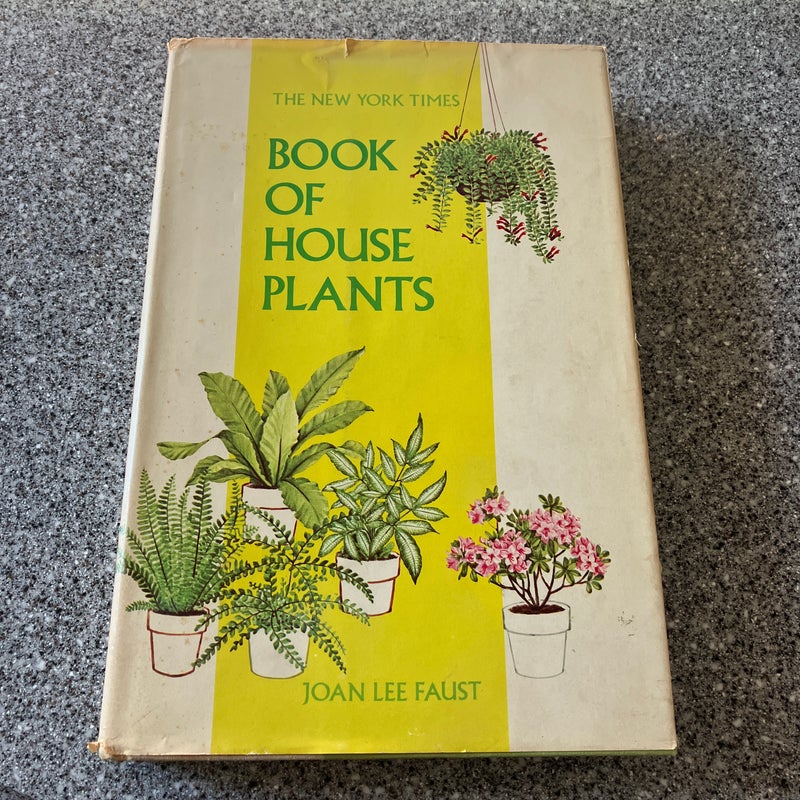 THE NEW YORK TIMES
BOOK
OF
HOUSE
PLANTS
JOAN LEE FAUST